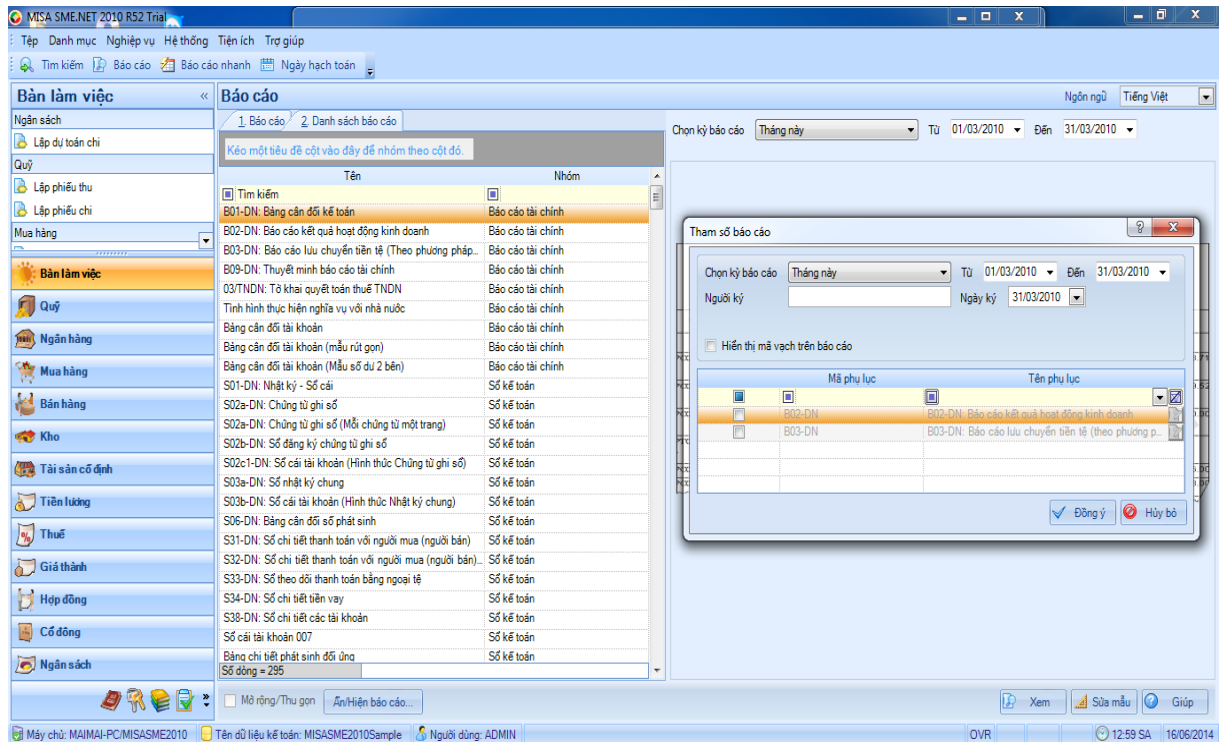 MISA SME.NET 2010 R52 Trial
Tệp Danh mục Nghiệp vụ Hệ thống Tiện ích Trợ giúp
Tìm kiếm Báo cáo Báo cáo nhanh Ngày hạch toán
Bàn làm việc «
Ngân sách
Lập dự toán chi
Quỹ
Lập phiếu thu
Lập phiếu chi
Mua hàng
Bàn làm việc
Quỹ
Ngân hàng
Mua hàng
Bán hàng
Kho
Tài sản cố định
Tiền lương
Thuế
Giá thành
Hợp đồng
Cổ đông
Ngân sách
Báo cáo
Ngôn ngữ Tiếng Việt
1. Báo cáo 2. Danh sách báo cáo
Chọn kỳ báo cáo Tháng này Từ 01/03/2010 Đến 31/03/2010
Kéo một tiêu đề cột vào đây để nhóm theo cột đó.
Tên Nhóm
Tìm kiếm
B01-DN: Bảng cân đối kế toán Báo cáo tài chính
B02-DN: Báo cáo kết quả hoạt động kinh doanh Báo cáo tài chính
B03-DN: Báo cáo lưu chuyển tiền tệ (Theo phương pháp... Báo cáo tài chính
B09-DN: Thuyết minh báo cáo tài chính Báo cáo tài chính
03/TNDN: Tờ khai quyết toán thuế TNDN Báo cáo tài chính
Tình hình thực hiện nghĩa vụ với nhà nước Báo cáo tài chính
Bảng cân đối tài khoản Báo cáo tài chính
Bảng cân đối tài khoản (mẫu rút gọn) Báo cáo tài chính
Bảng cân đối tài khoản (Mẫu số dư 2 bên) Báo cáo tài chính
S01-DN: Nhật ký - Sổ cái Sổ kế toán
S02a-DN: Chứng từ ghi sổ Sổ kế toán
S02a-DN: Chứng từ ghi sổ (Mỗi chứng từ một trang) Sổ kế toán
S02b-DN: Sổ đăng ký chứng từ ghi sổ Sổ kế toán
S02c1-DN: Sổ cái tài khoản (Hình thức Chứng từ ghi sổ) Sổ kế toán
S03a-DN: Sổ nhật ký chung Sổ kế toán
S03b-DN: Sổ cái tài khoản (Hình thức Nhật ký chung) Sổ kế toán
S06-DN: Bảng cân đối số phát sinh Sổ kế toán
S31-DN: Sổ chi tiết thanh toán với người mua (người bán) Sổ kế toán
S32-DN: Sổ chi tiết thanh toán với người mua (người bán)... Sổ kế toán
S33-DN: Sổ theo dõi thanh toán bằng ngoại tệ Sổ kế toán
S34-DN: Sổ chi tiết tiền vay Sổ kế toán
S38-DN: Sổ chi tiết các tài khoản Sổ kế toán
Sổ cái tài khoản 007 Sổ kế toán
Bảng chi tiết phát sinh đối ứng Sổ kế toán
Số dòng = 295
Mở rộng/Thu gọn Ẩn/Hiện báo cáo...
Tham số báo cáo
Chọn kỳ báo cáo Tháng này Từ 01/03/2010 Đến 31/03/2010
Người ký Ngày ký 31/03/2010
Hiển thị mã vạch trên báo cáo
Mã phụ lục Tên phụ lục
B02-DN B02-DN: Báo cáo kết quả hoạt động kinh doanh
B03-DN B03-DN: Báo cáo lưu chuyển tiền tệ (theo phương p...
Đồng ý Hủy bỏ
Xem Sửa mẫu Giúp
Máy chủ: MAIMAI-PC/MISASME2010 Tên dữ liệu kế toán: MISASME2010Sample Người dùng: ADMIN OVR 12:59 SA 16/06/2014